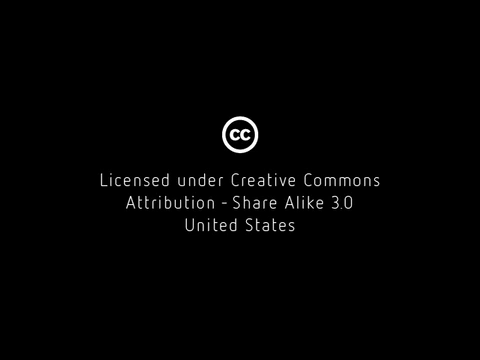 cc
Licensed under Creative Commons
Attribution - Share Alike 3.0
United States